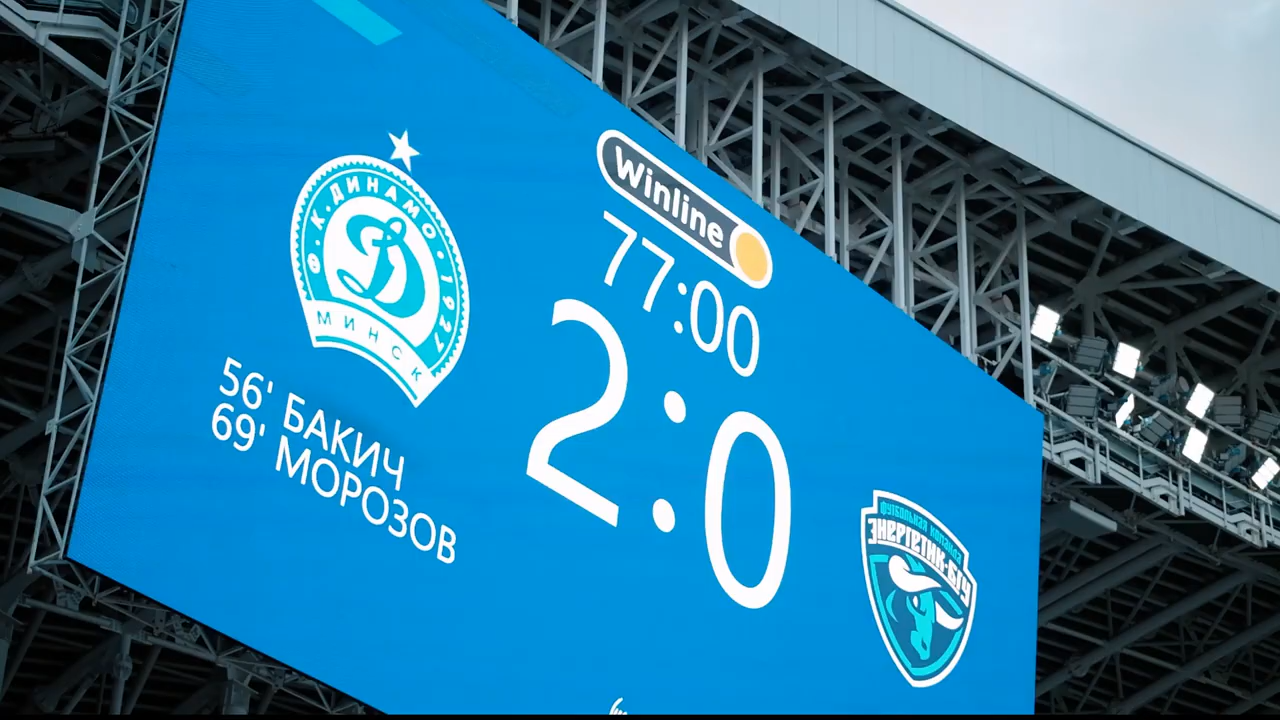 Ф.К.ДИНАМО·1927
МИНСК
Winline
77:00
2:0
56' БАКИЧ
69' МОРОЗОВ
ФУТБОЛЬНАЯ КОМАНДА
ЭНЕРГЕТИК-БГУ